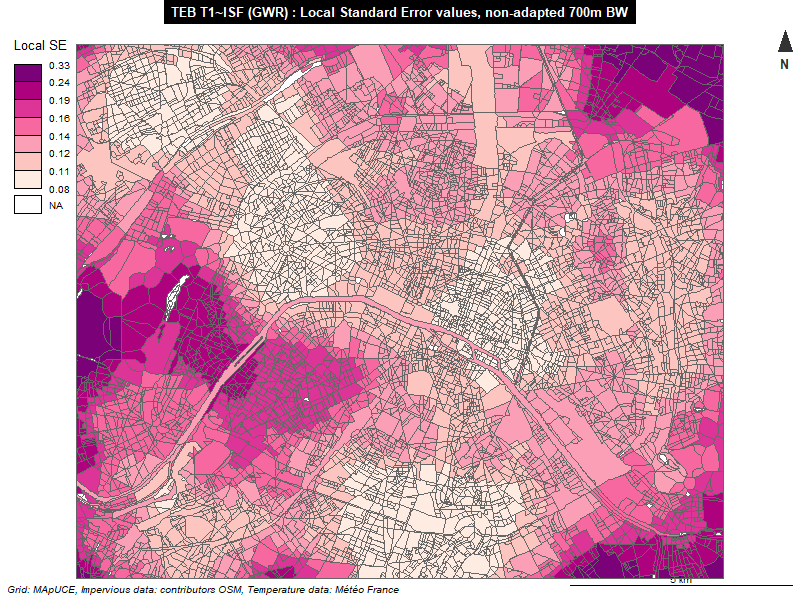 TEB T1~ISF (GWR) : Local Standard Error values, non-adapted 700m BW
Local SE
0.33
0.24
0.19
0.16
0.14
0.12
0.11
0.08
NA
N
5 km
Grid: MApUCE, Impervious data: contributors OSM, Temperature data: Météo France